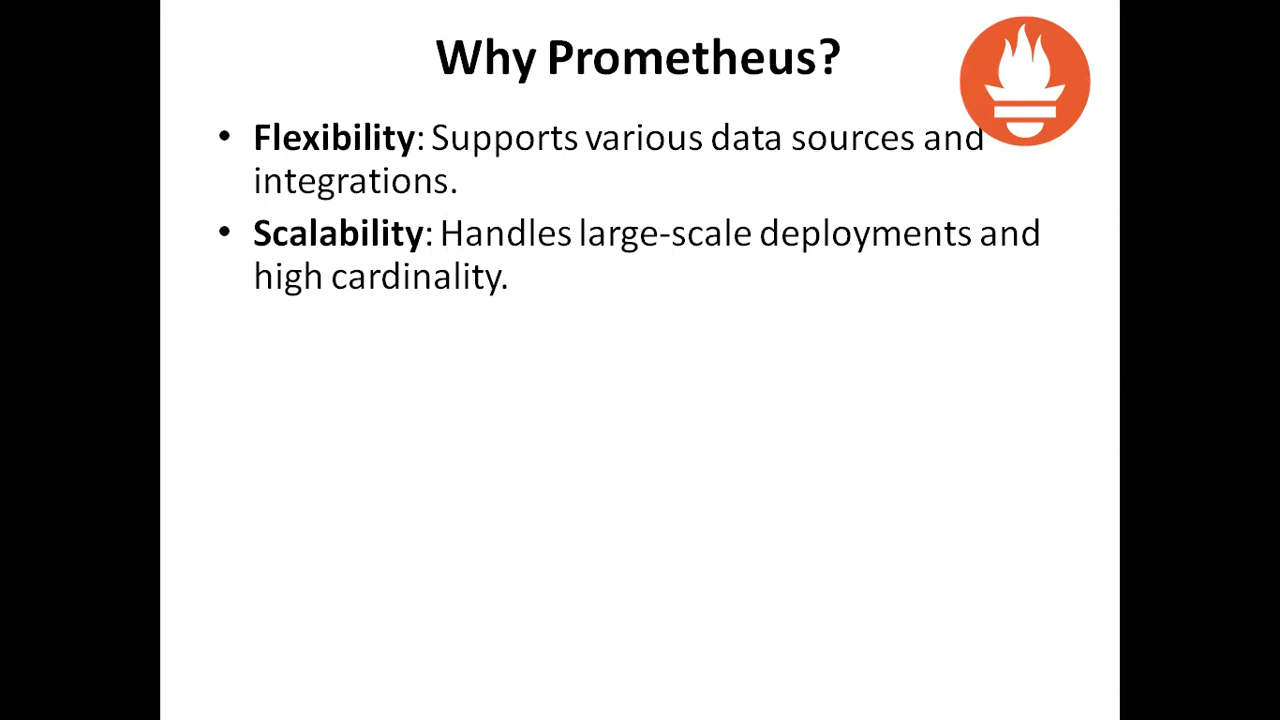 Why Prometheus?
• Flexibility: Supports various data sources and
integrations.
• Scalability: Handles large-scale deployments and
high cardinality.